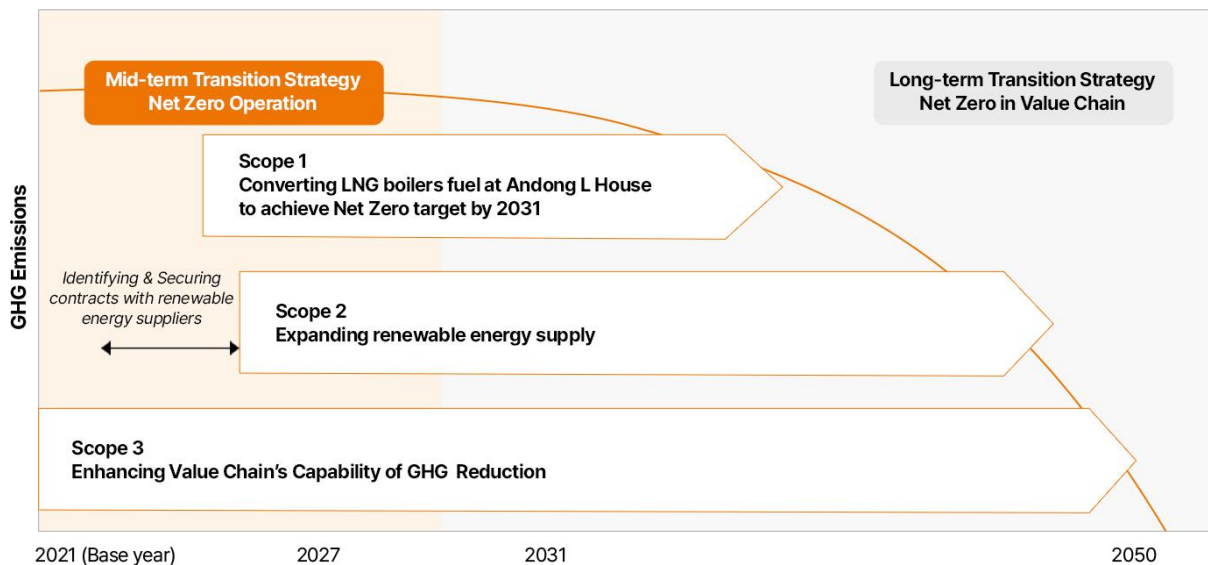 Mid-term Transition Strategy
Net Zero Operation
Long-term Transition Strategy
Net Zero in Value Chain
GHG Emissions
Scope 1
Converting LNG boilers fuel at Andong L House
to achieve Net Zero target by 2031
Identifying & Securing
contracts with renewable
energy suppliers
Scope 2
Expanding renewable energy supply
Scope 3
Enhancing Value Chain's Capability of GHG Reduction
2021 (Base year)
2027
2031
2050